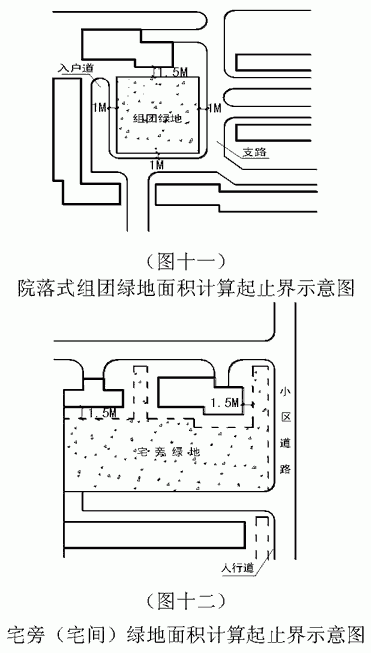 入户道
1.5M
1M
1M
组团绿地
1M
支路
（图十一）
院落式组团绿地面积计算起止界示意图
小区道路
1.5M
1.5M
宅旁绿地
人行道
（图十二）
宅旁（宅间）绿地面积计算起止界示意图